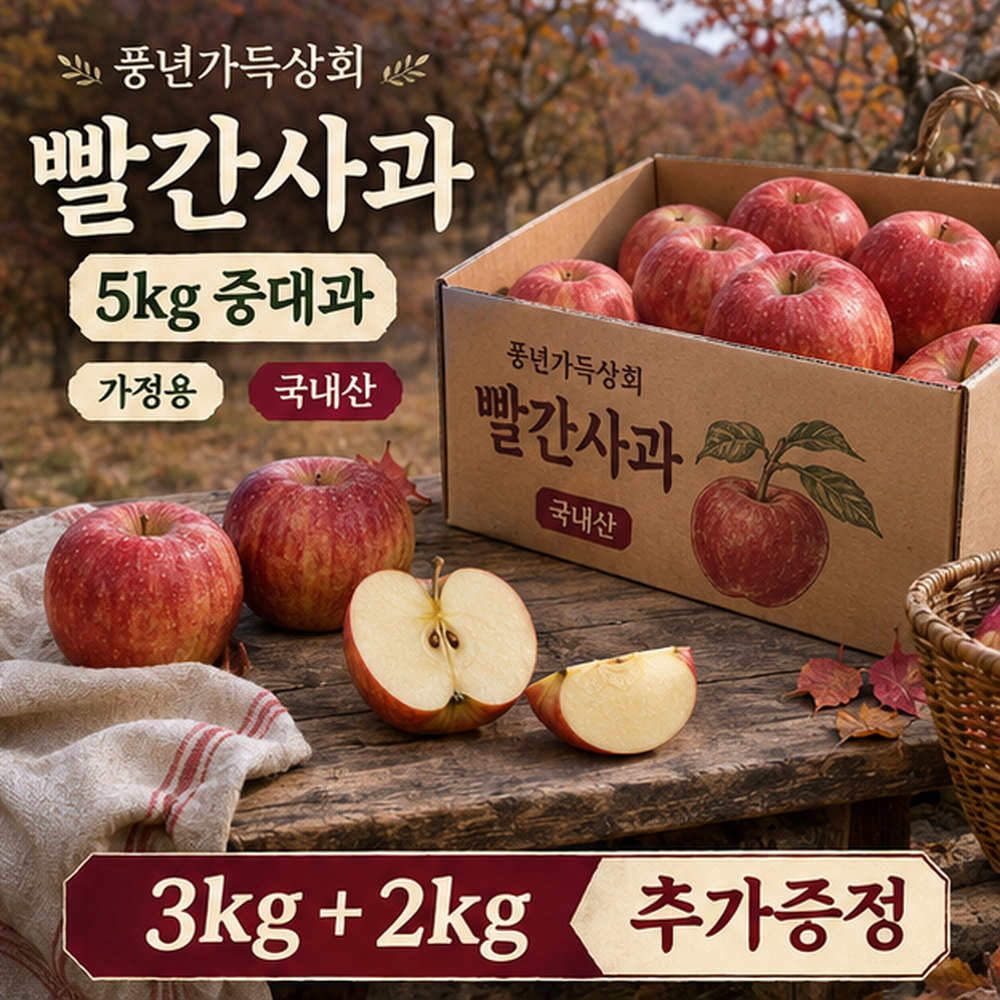 풍년가득상회
빨간사과
5kg 중대과
가정용
국내산
풍년가득상회
빨간사과
국내산
3kg + 2kg
추가증정